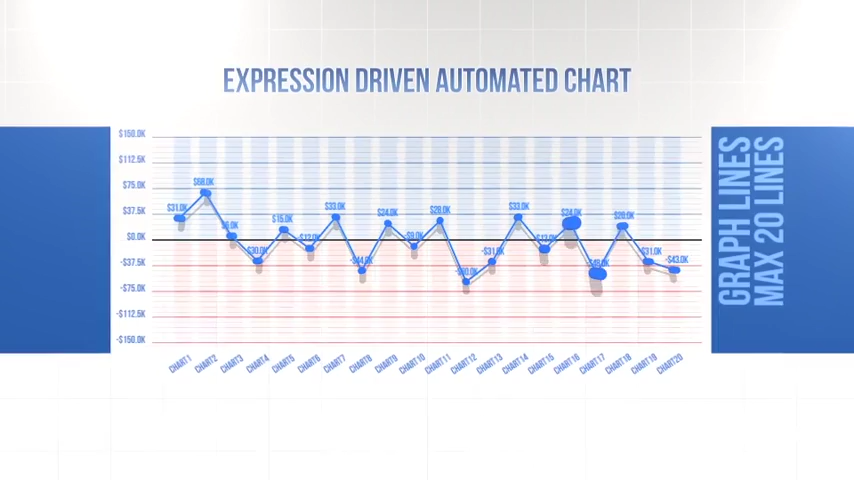 EXPRESSION DRIVEN AUTOMATED CHART
$150.0K
$112.5K
$75.0K
$37.5K
$0.0K
-$37.5K
-$75.0K
-$112.5K
-$150.0K
$31.0K
$68.0K
$15.0K
$33.0K
$24.0K
$28.0K
$33.0K
$24.0K
$20.0K
-$43.0K
CHART1
CHART2
CHART3
CHART4
CHART5
CHART6
CHART7
CHART8
CHART9
CHART10
CHART11
CHART12
CHART13
CHART14
CHART15
CHART16
CHART17
CHART18
CHART19
CHART20
GRAPH LINES
MAX 20 LINES